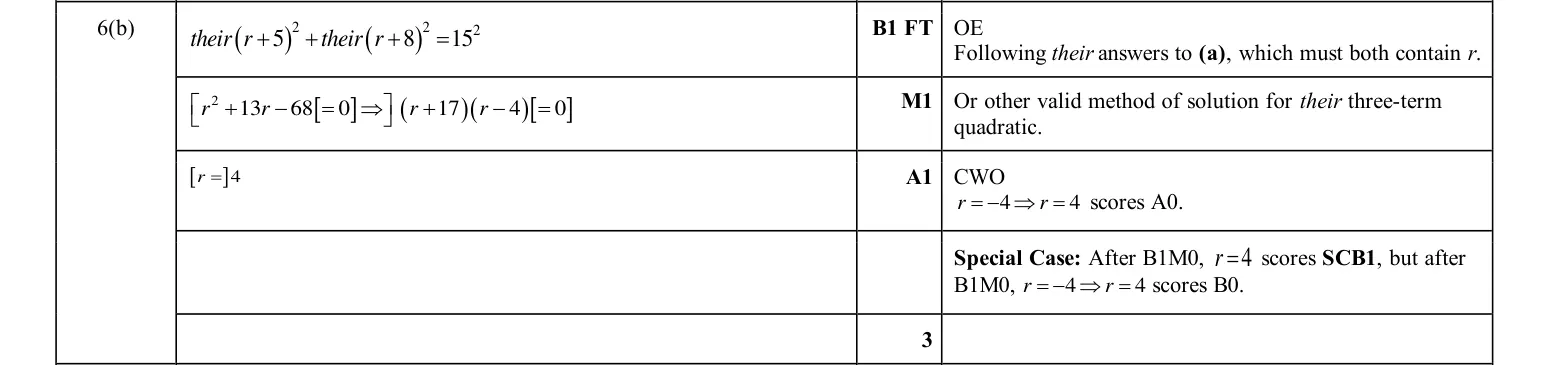 6(b) their(r+5)² + their(r+8)² = 15² B1 FT OE
Following their answers to (a), which must both contain r.
[r² +13r −68[= 0]⇒] (r+17)(r−4)[= 0] M1 Or other valid method of solution for their three-term
quadratic.
[r =]4 A1 CWO
r = −4 ⇒ r = 4 scores A0.
Special Case: After B1M0, r=4 scores SCB1, but after
B1M0, r = −4 ⇒ r = 4 scores B0.
3